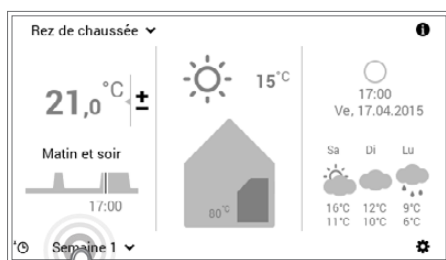 Rez de chaussée
21,0°C ±
Matin et soir
17:00
Semaine 1
15°C
80°C
17:00
Ve, 17.04.2015
Sa Di Lu
16°C 12°C 9°C
11°C 10°C 6°C